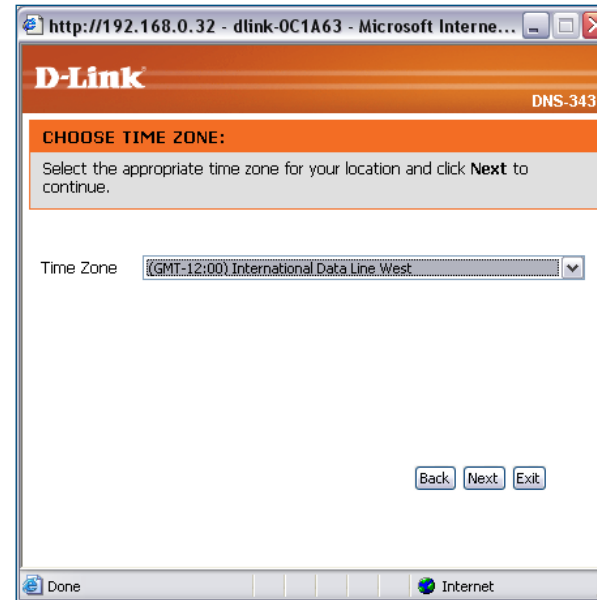 http://192.168.0.32 - dlink-0C1A63 - Microsoft Interne...
D-Link
DNS-343
CHOOSE TIME ZONE:
Select the appropriate time zone for your location and click Next to
continue.
Time Zone (GMT-12:00) International Data Line West
Back Next Exit
Done Internet